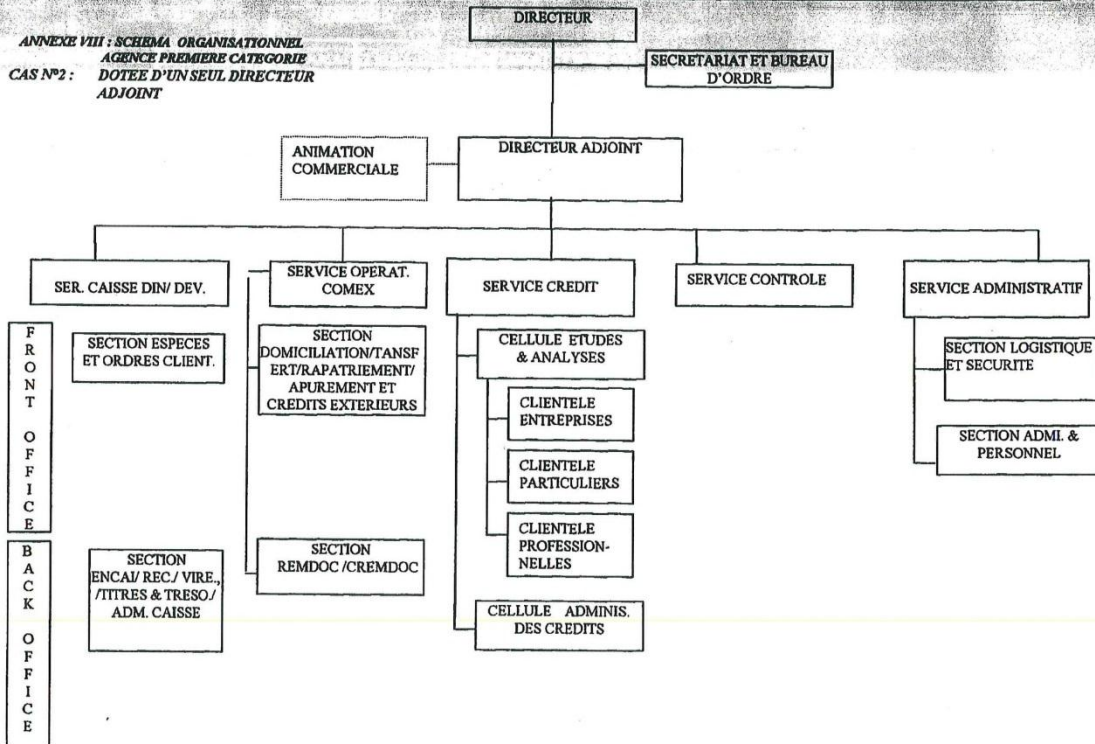 DIRECTEUR
ANNEXE VIII : SCHEMA ORGANISATIONNEL
AGENCE PREMIERE CATEGORIE
CAS N°2 : DOTEE D'UN SEUL DIRECTEUR
ADJOINT
SECRETARIAT ET BUREAU
D'ORDRE
ANIMATION
COMMERCIALE
DIRECTEUR ADJOINT
SER. CAISSE DIN/ DEV.
SERVICE OPERAT.
COMEX
SERVICE CREDIT
SERVICE CONTROLE
SERVICE ADMINISTRATIF
FRONT OFFICE
SECTION ESPECES
ET ORDRES CLIENT.
SECTION
DOMICILIATION/TANSF
ERT/RAPATRIEMENT/
APUREMENT ET
CREDITS EXTERIEURS
CELLULE ETUDES
& ANALYSES
CLIENTELE
ENTREPRISES
CLIENTELE
PARTICULIERS
CLIENTELE
PROFESSION-
NELLES
SECTION LOGISTIQUE
ET SECURITE
SECTION ADMI. &
PERSONNEL
BACK OFFICE
SECTION
ENCAI/ REC./ VIRE.,
/TITRES & TRESO./
ADM. CAISSE
SECTION
REMDOC /CREMDOC
CELLULE ADMINIS.
DES CREDITS